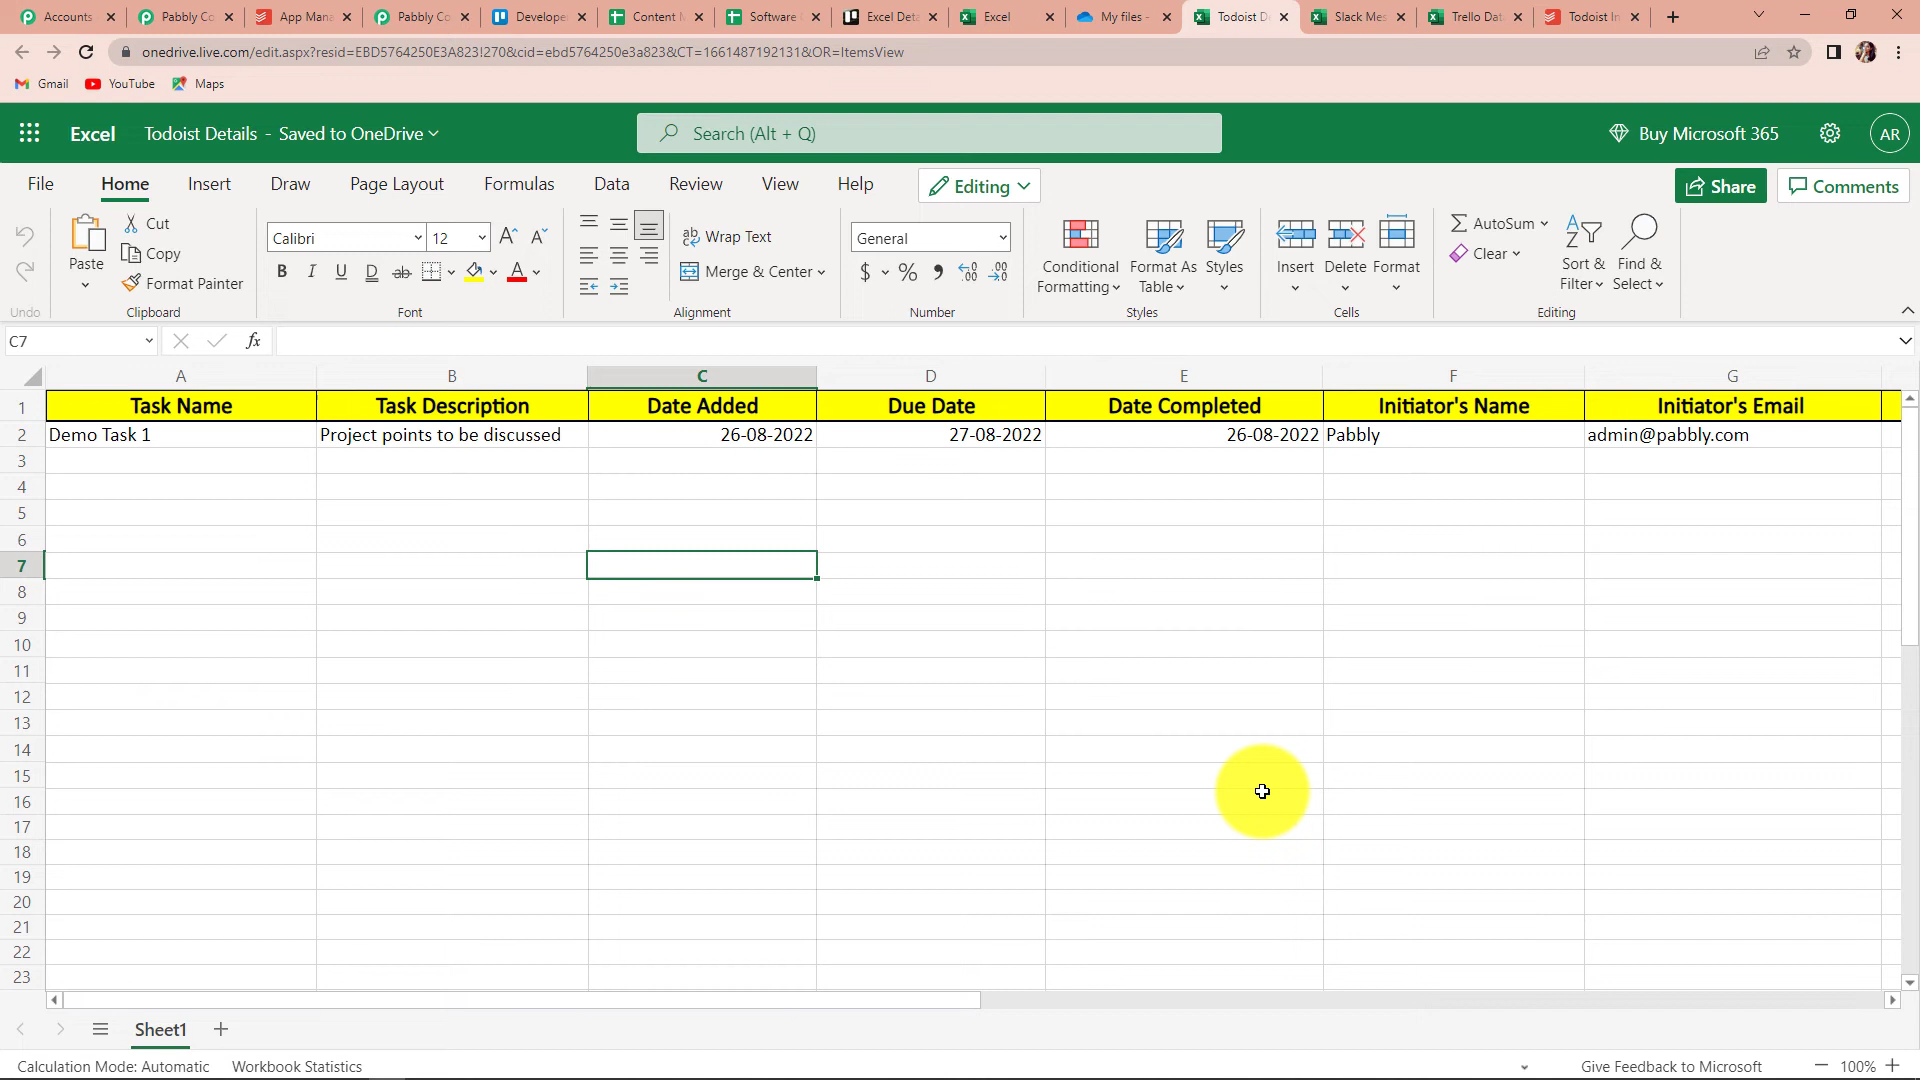 Accounts
Pabbly Co
App Mana
Pabbly Co
Develope
Content M
Software
Excel Deta
Excel
My files -
Todoist D
Slack Mes
Trello Dat
Todoist In
onedrive.live.com/edit.aspx?resid=EBD5764250E3A823!270&cid=ebd5764250e3a823&CT=1661487192131&OR=ItemsView
Gmail YouTube Maps
Excel Todoist Details - Saved to OneDrive Search (Alt + Q) Buy Microsoft 365 AR
File Home Insert Draw Page Layout Formulas Data Review View Help Editing Share Comments
Undo
Paste
Cut
Copy
Format Painter
Clipboard
Calibri 12
B I U D ab A
Font
Wrap Text
Merge & Center
Alignment
General
$ % 9 .00
Number
Conditional Formatting
Format As Table
Styles
Styles
Insert
Delete
Format
Cells
AutoSum
Clear
Sort & Filter
Find & Select
Editing
C7 fx
A B C D E F G
1 Task Name Task Description Date Added Due Date Date Completed Initiator's Name Initiator's Email
2 Demo Task 1 Project points to be discussed 26-08-2022 27-08-2022 26-08-2022 Pabbly admin@pabbly.com
3
4
5
6
7
8
9
10
11
12
13
14
15
16
17
18
19
20
21
22
23
Sheet1
Calculation Mode: Automatic Workbook Statistics Give Feedback to Microsoft 100%